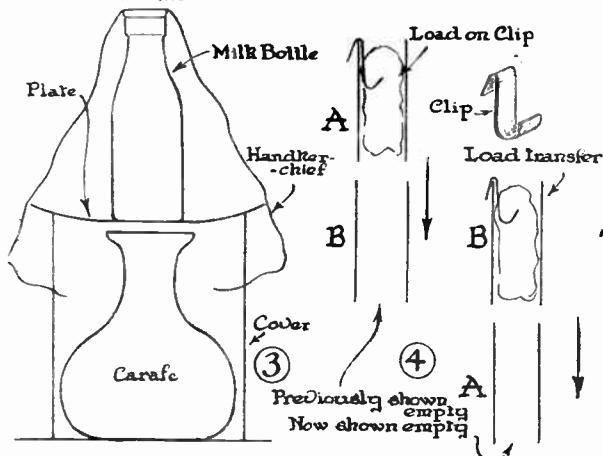 Milk Bottle
Plate
Handker-
-chief
Cover
Carafe
3
Load on Clip
A
Clip
B
Load transfer
B
4
A
Previously shown
empty
Now shown empty